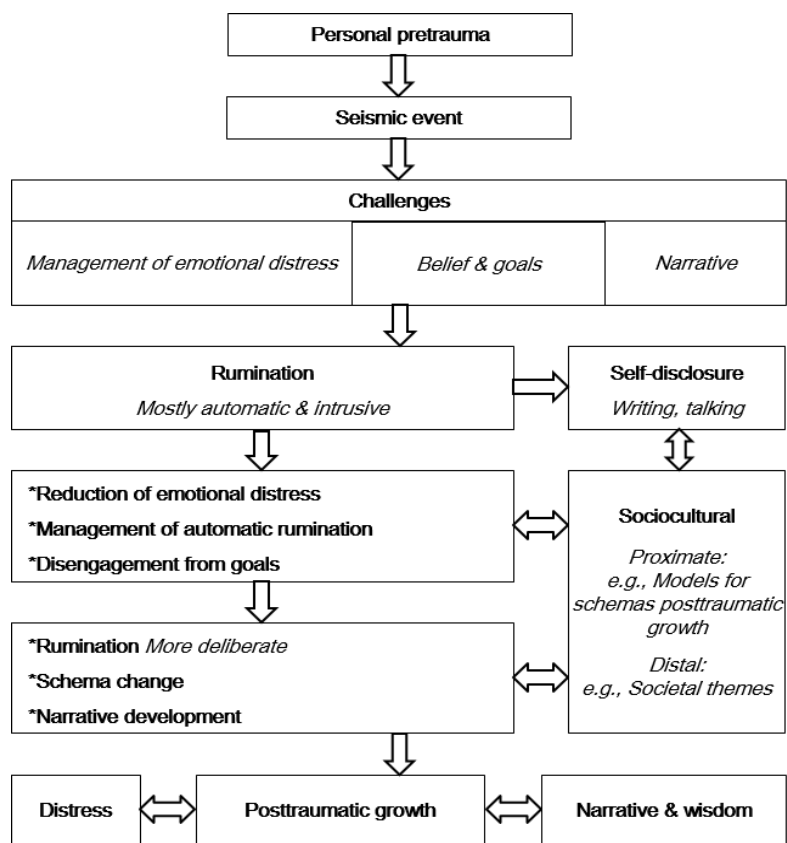 Personal pretrauma
Seismic event
Challenges
Management of emotional distress
Belief & goals
Narrative
Rumination
Mostly automatic & intrusive
Self-disclosure
Writing, talking
*Reduction of emotional distress
*Management of automatic rumination
*Disengagement from goals
Sociocultural
Proximate:
e.g., Models for
schemas posttraumatic
growth
Distal:
e.g., Societal themes
*Rumination More deliberate
*Schema change
*Narrative development
Distress
Posttraumatic growth
Narrative & wisdom